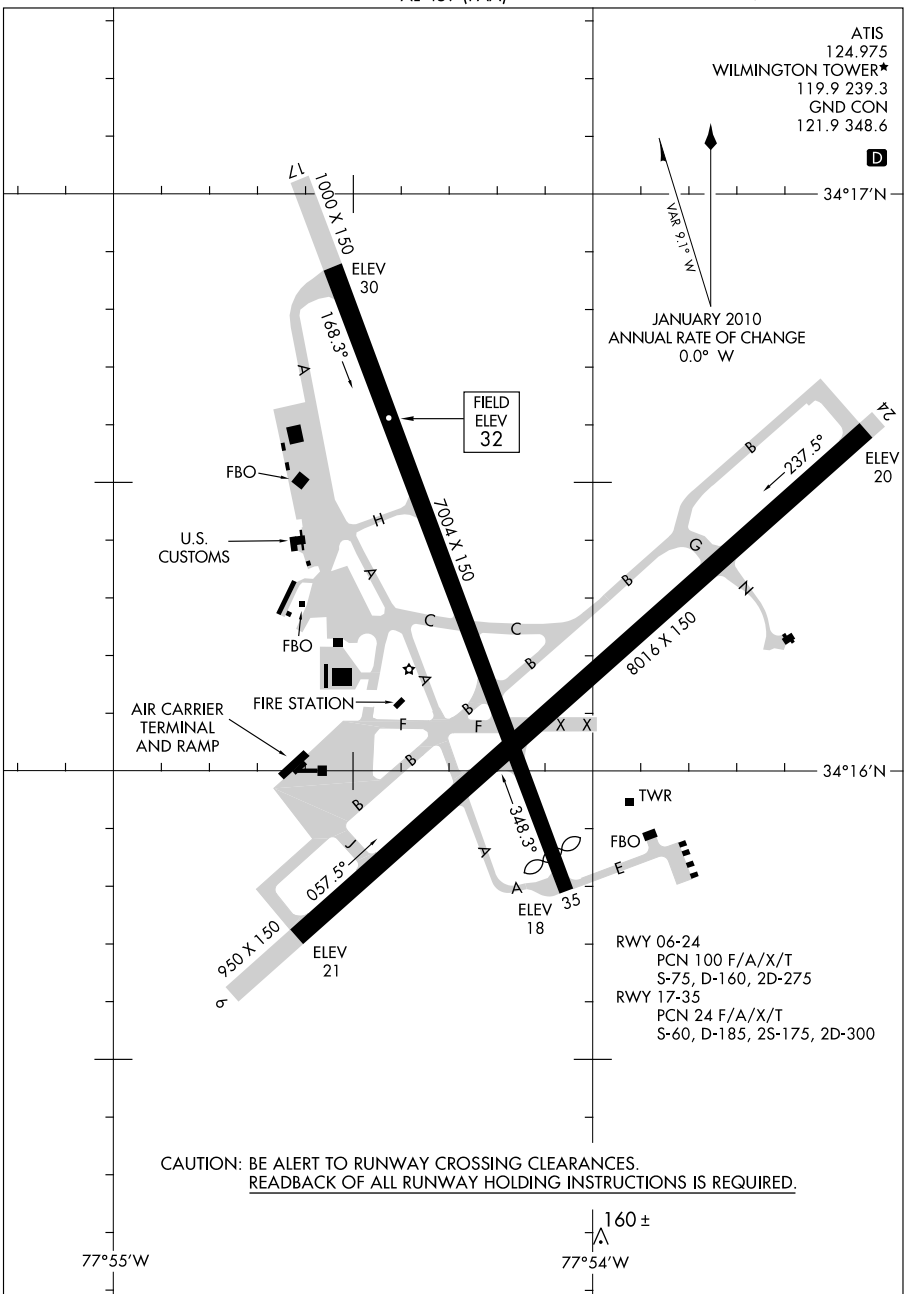 ATIS
124.975
WILMINGTON TOWER★
119.9 239.3
GND CON
121.9 348.6
D
34°17'N
VAR 9.1° W
JANUARY 2010
ANNUAL RATE OF CHANGE
0.0° W
17
1000 X 150
ELEV
30
168.3°
A
FIELD
ELEV
32
24
B
237.5°
ELEV
20
FBO
7004 X 150
H
U.S.
CUSTOMS
A
G
B
N
FBO
C
C
8016 X 150
B
A
FIRE STATION
B
AIR CARRIER
TERMINAL
AND RAMP
F
F
X
X
B
34°16'N
B
TWR
348.3°
FBO
J
A
057.5°
E
A
35
ELEV
18
950 X 150
ELEV
21
6
RWY 06-24
PCN 100 F/A/X/T
S-75, D-160, 2D-275
RWY 17-35
PCN 24 F/A/X/T
S-60, D-185, 2S-175, 2D-300
CAUTION: BE ALERT TO RUNWAY CROSSING CLEARANCES.
READBACK OF ALL RUNWAY HOLDING INSTRUCTIONS IS REQUIRED.
160 ±
77°55'W
77°54'W